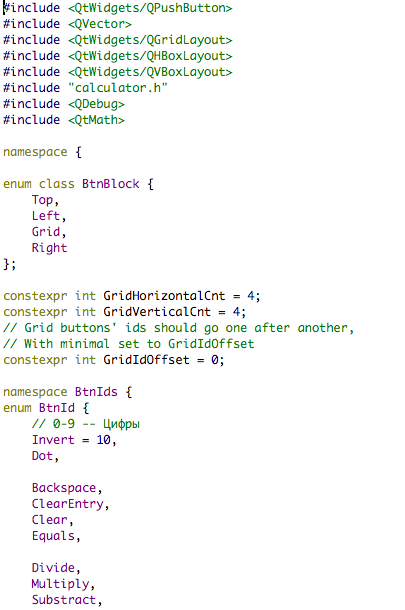 #include <QtWidgets/QPushButton>
#include <QVector>
#include <QtWidgets/QGridLayout>
#include <QtWidgets/QHBoxLayout>
#include <QtWidgets/QVBoxLayout>
#include "calculator.h"
#include <QDebug>
#include <QtMath>

namespace {

enum class BtnBlock {
    Top,
    Left,
    Grid,
    Right
};

constexpr int GridHorizontalCnt = 4;
constexpr int GridVerticalCnt = 4;
// Grid buttons' ids should go one after another,
// With minimal set to GridIdOffset
constexpr int GridIdOffset = 0;

namespace BtnIds {
enum BtnId {
    // 0-9 -- Цифры
    Invert = 10,
    Dot,

    Backspace,
    ClearEntry,
    Clear,
    Equals,

    Divide,
    Multiply,
    Substract,